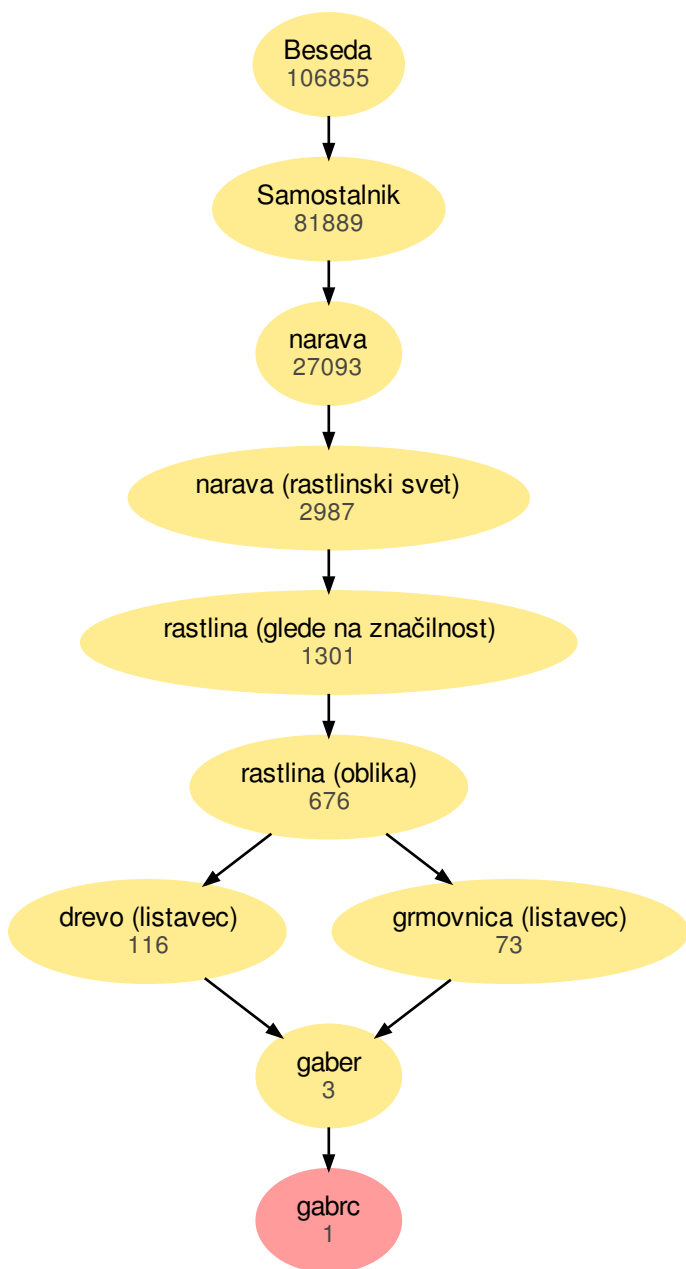 Beseda
106855
Samostalnik
81889
narava
27093
narava (rastlinski svet)
2987
rastlina (glede na značilnost)
1301
rastlina (oblika)
676
drevo (listavec)
116
grmovnica (listavec)
73
gaber
3
gabrc
1